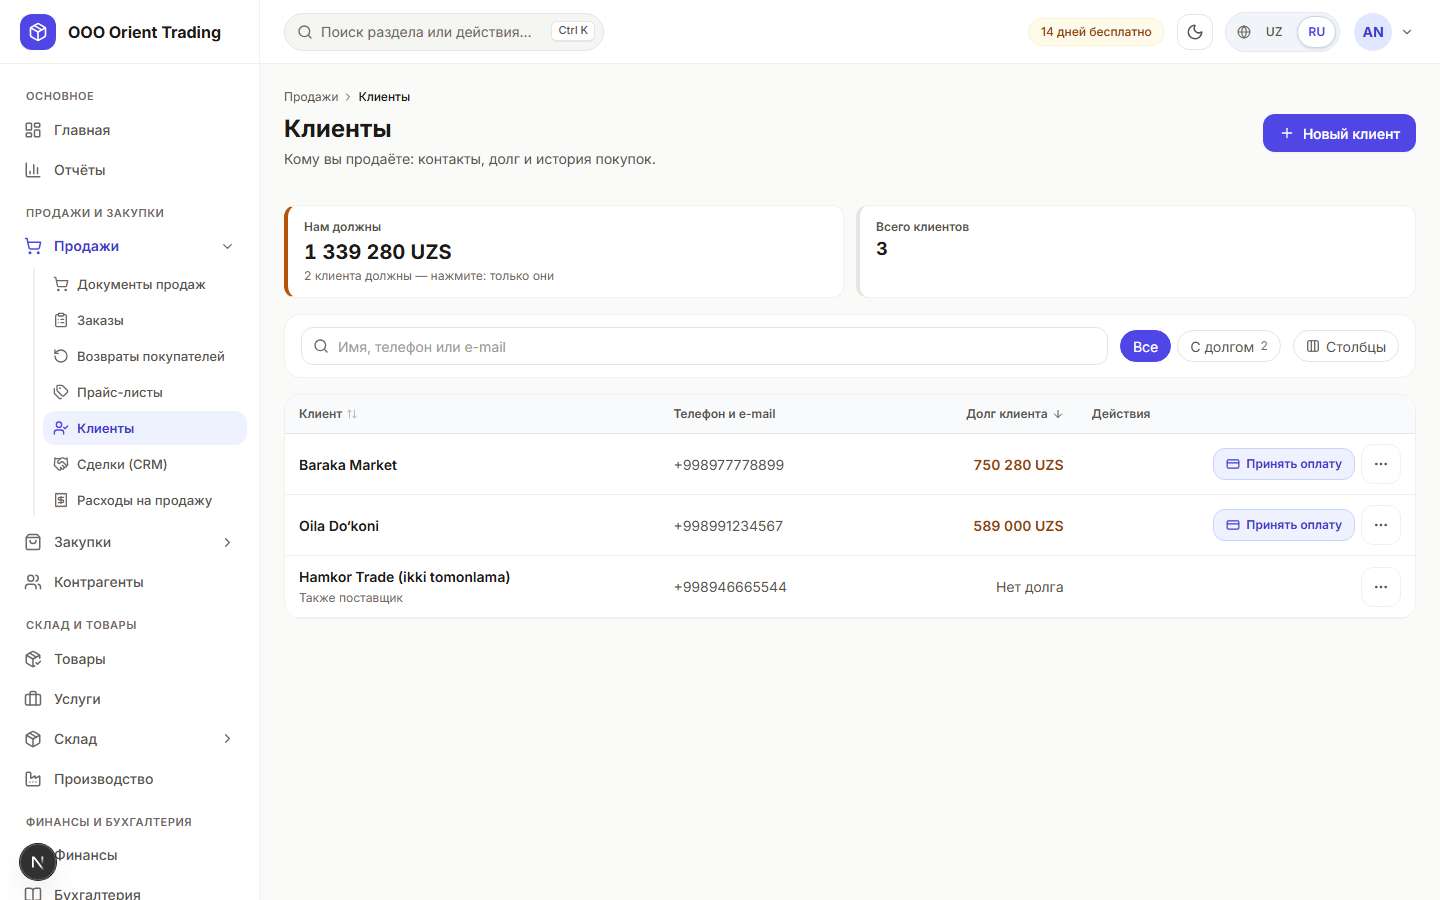 OOO Orient Trading
Поиск раздела или действия... Ctrl K
14 дней бесплатно
UZ RU
AN
ОСНОВНОЕ
Главная
Отчёты
ПРОДАЖИ И ЗАКУПКИ
Продажи
Документы продаж
Заказы
Возвраты покупателей
Прайс-листы
Клиенты
Сделки (CRM)
Расходы на продажу
Закупки
Контрагенты
СКЛАД И ТОВАРЫ
Товары
Услуги
Склад
Производство
ФИНАНСЫ И БУХГАЛТЕРИЯ
Финансы
Бухгалтерия
N
Продажи > Клиенты
Клиенты
Кому вы продаёте: контакты, долг и история покупок.
+ Новый клиент
Нам должны
1 339 280 UZS
2 клиента должны — нажмите: только они
Всего клиентов
3
Имя, телефон или e-mail
Все С долгом 2 Столбцы
Клиент Телефон и e-mail Долг клиента Действия
Baraka Market +998977778899 750 280 UZS Принять оплату
Oila Doʻkoni +998991234567 589 000 UZS Принять оплату
Hamkor Trade (ikki tomonlama) +998946665544 Нет долга
Также поставщик